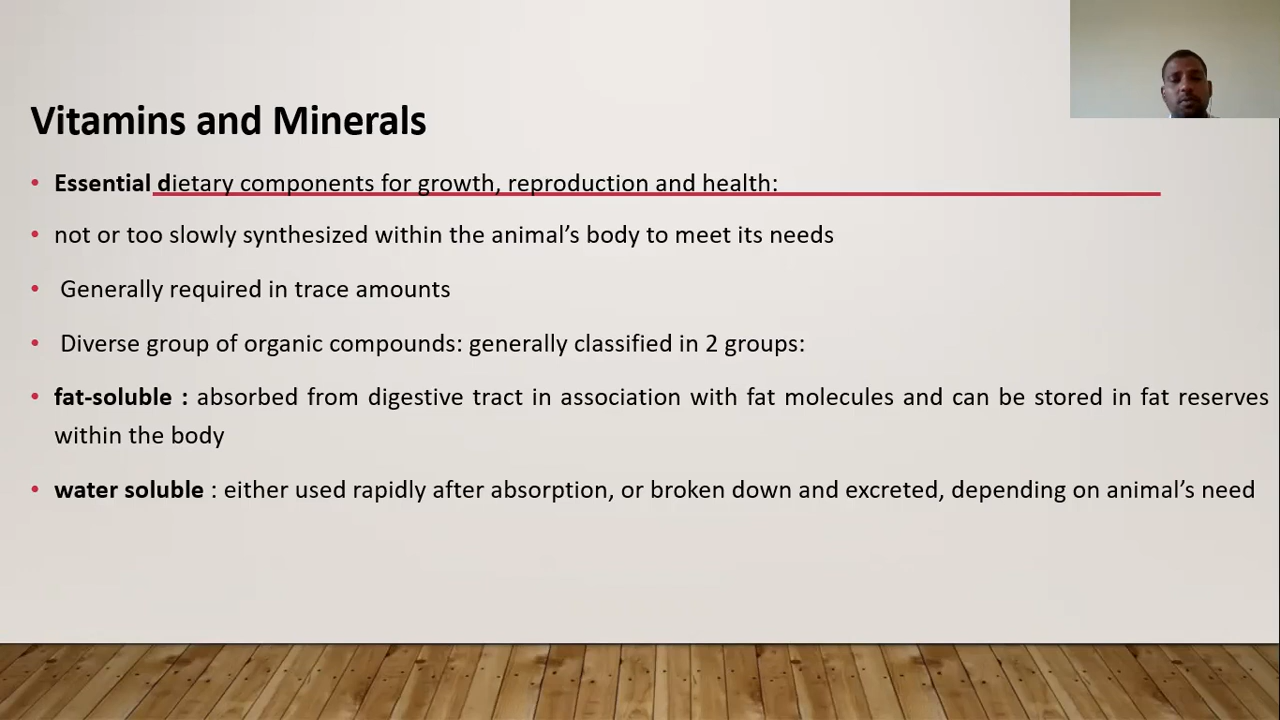 Vitamins and Minerals
• Essential dietary components for growth, reproduction and health:
• not or too slowly synthesized within the animal’s body to meet its needs
• Generally required in trace amounts
• Diverse group of organic compounds: generally classified in 2 groups:
• fat-soluble : absorbed from digestive tract in association with fat molecules and can be stored in fat reserves
within the body
• water soluble : either used rapidly after absorption, or broken down and excreted, depending on animal’s need